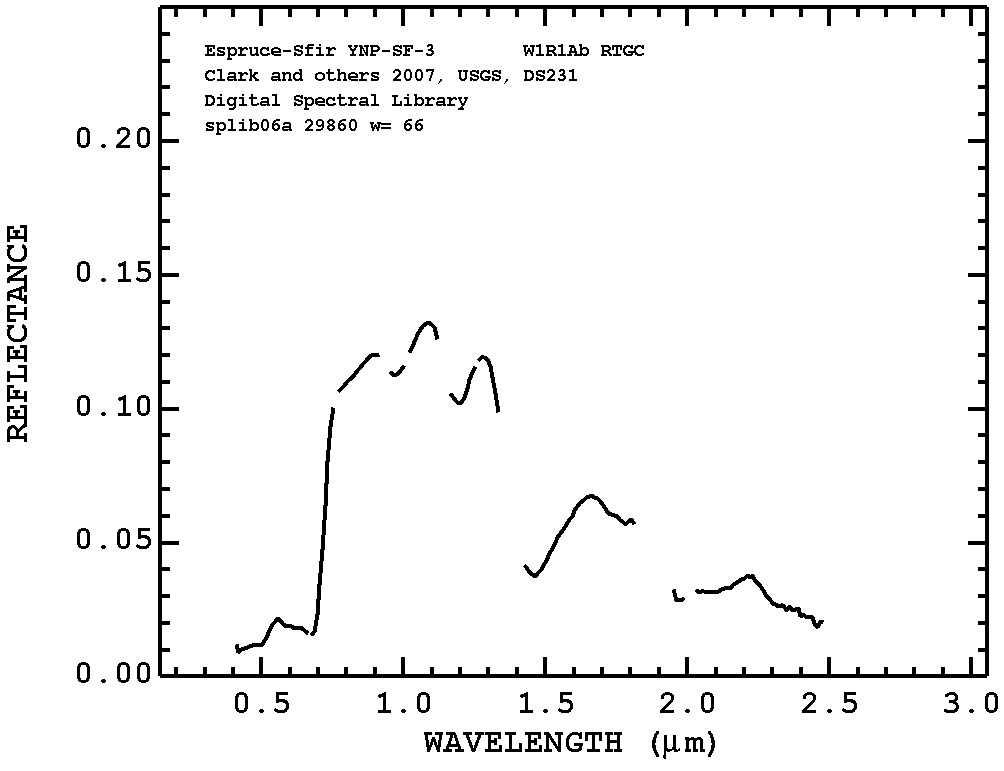 Espruce-Sfir YNP-SF-3 W1R1Ab RTGC
Clark and others 2007, USGS, DS231
Digital Spectral Library
splib06a 29860 w= 66
0.20
0.15
0.10
0.05
0.00
REFLECTANCE
0.5 1.0 1.5 2.0 2.5 3.0
WAVELENGTH (μm)